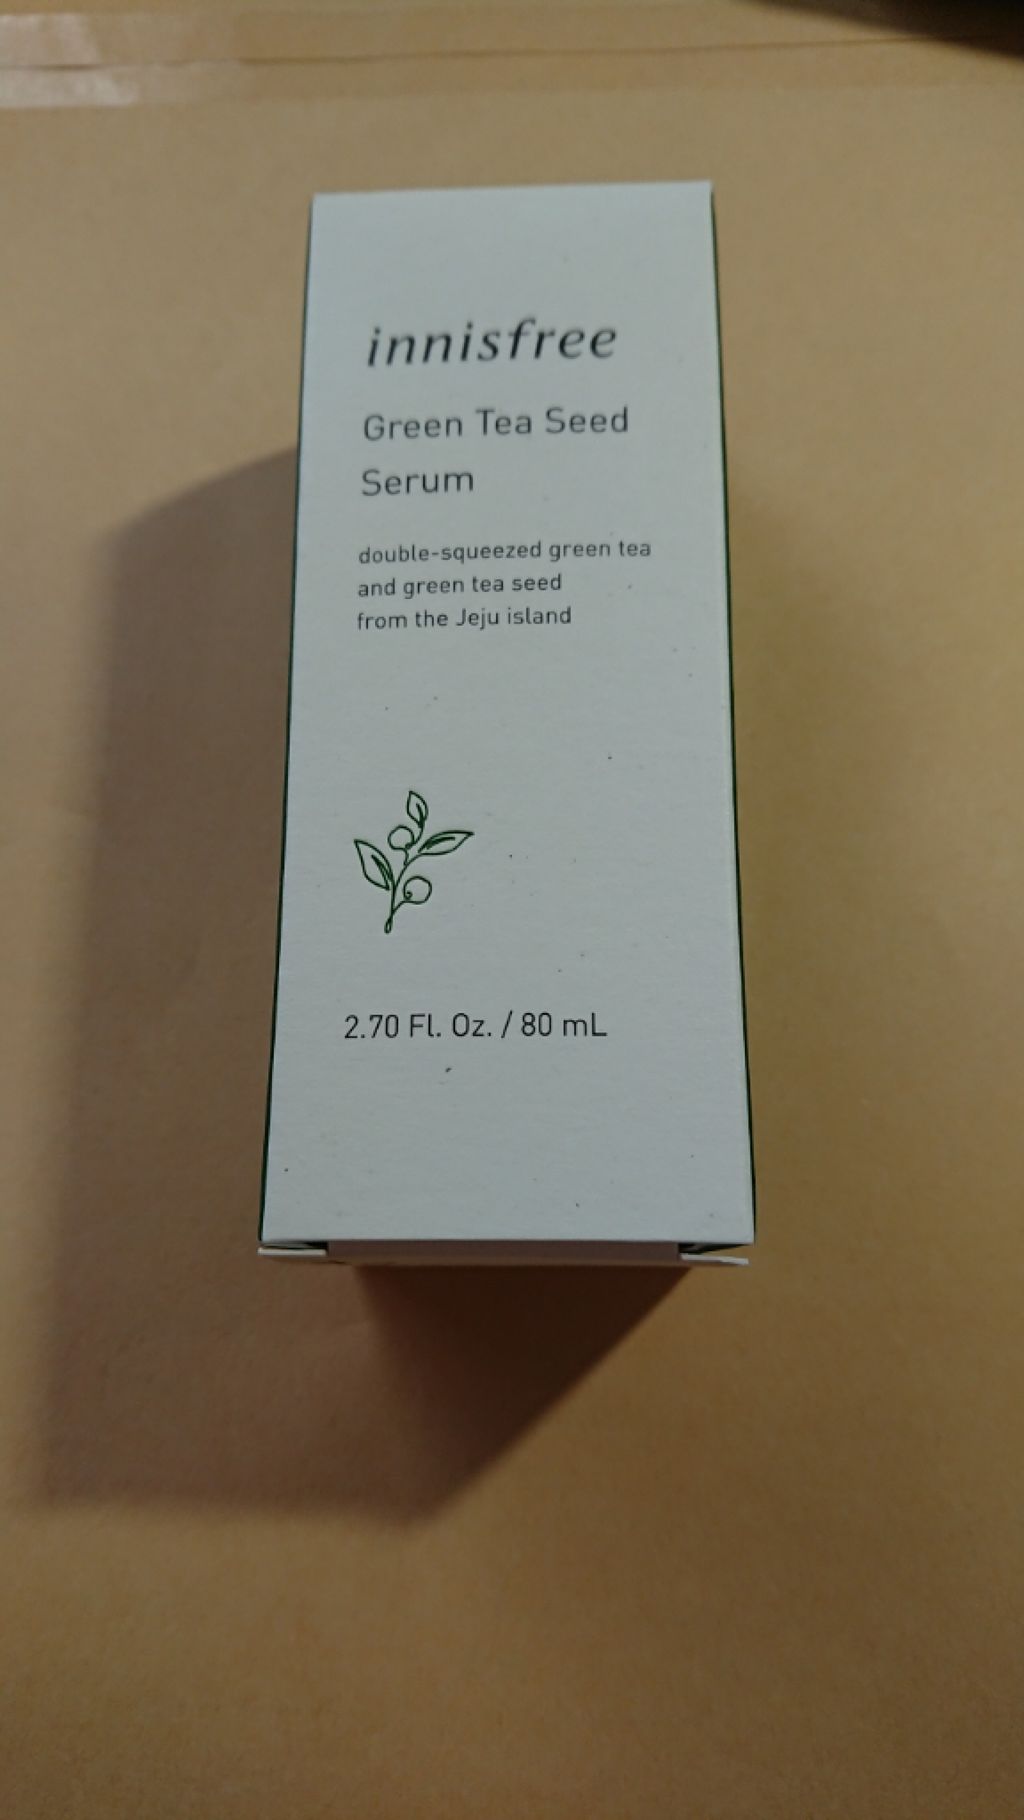 innisfree
Green Tea Seed
Serum
double-squeezed green tea
and green tea seed
from the Jeju island
2.70 Fl. Oz. / 80 mL